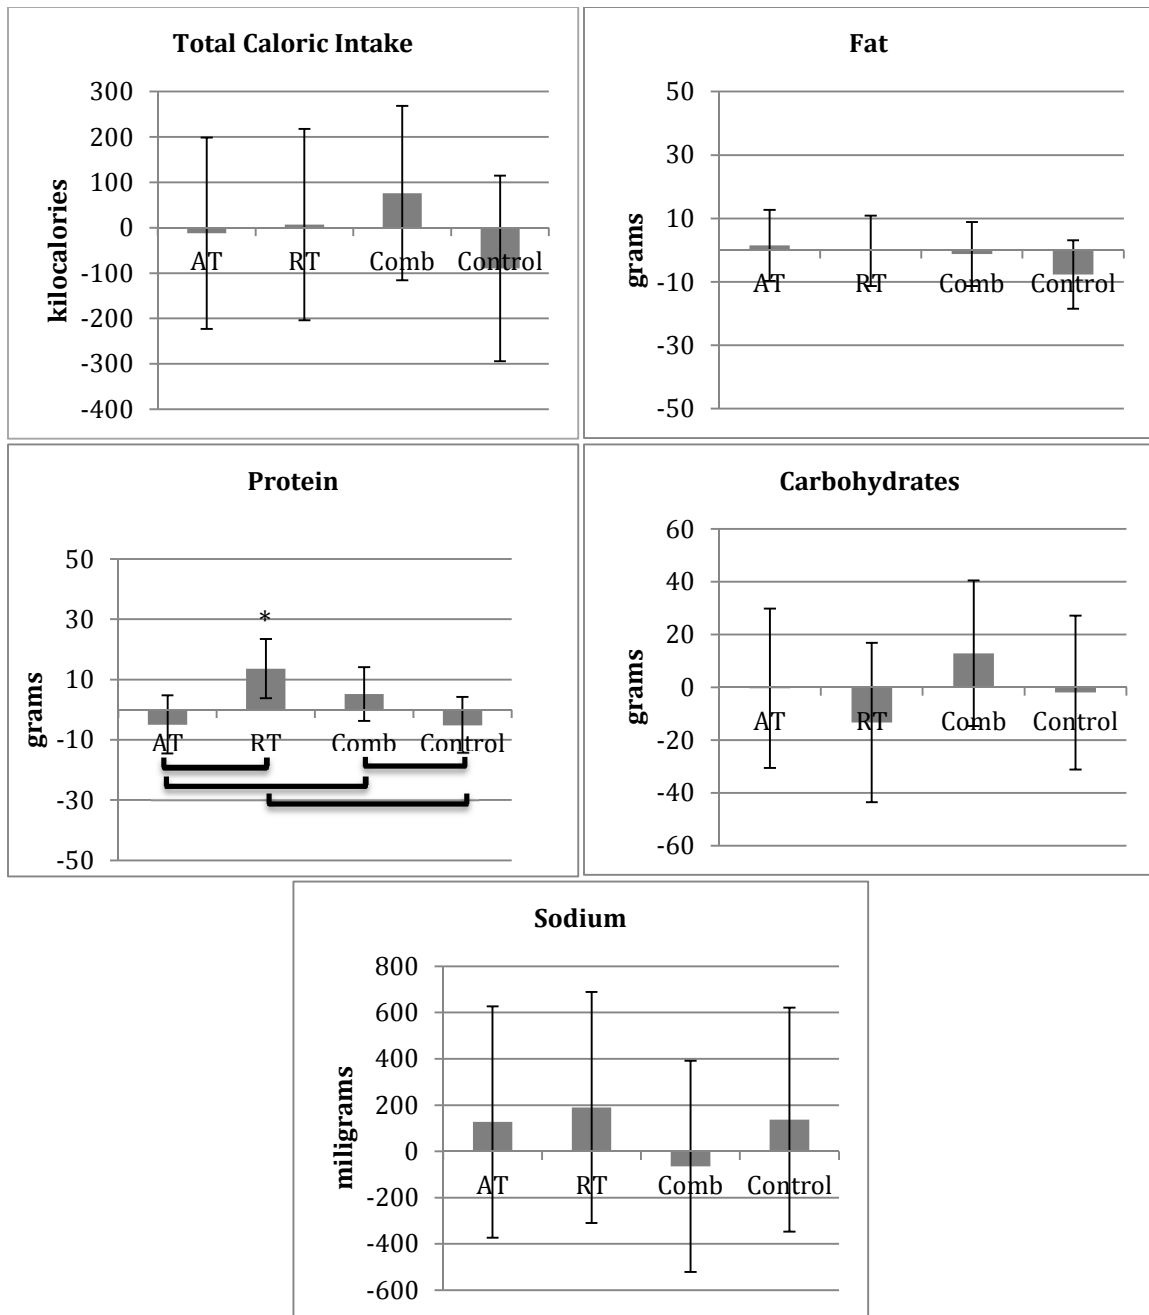 Total Caloric Intake
300
200
100
0
-100
-200
-300
-400
kilocalories
AT RT Comb Control
Fat
50
30
10
-10
-30
-50
grams
AT RT Comb Control
Protein
50
30
10
-10
-30
-50
grams
*
AT RT Comb Control
Carbohydrates
60
40
20
0
-20
-40
-60
grams
AT RT Comb Control
Sodium
800
600
400
200
0
-200
-400
-600
miligrams
AT RT Comb Control